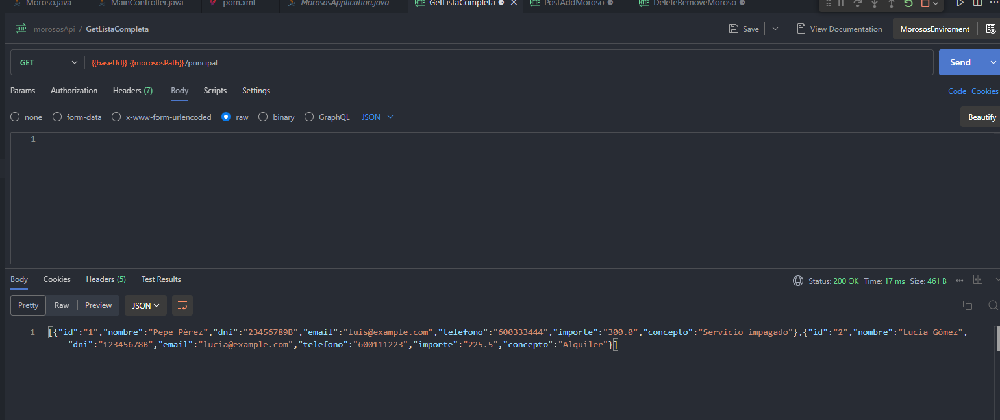 Moroso.java MainController.java pom.xml MorososApplication.java GetListaCompleta PostAddMoroso DeleteRemoveMoroso
HTTP morososApi / GetListaCompleta Save View Documentation MorososEnviroment
GET {{baseUrl}} {{morososPath}}/principal Send
Params Authorization Headers (7) Body Scripts Settings Code Cookies
none form-data x-www-form-urlencoded raw binary GraphQL JSON Beautify
1
Body Cookies Headers (5) Test Results Status: 200 OK Time: 17 ms Size: 461 B
Pretty Raw Preview JSON
1 [{"id":"1","nombre":"Pepe Pérez","dni":"23456789B","email":"luis@example.com","telefono":"600333444","importe":"300.0","concepto":"Servicio impagado"},{"id":"2","nombre":"Lucía Gómez",
"dni":"12345678B","email":"lucia@example.com","telefono":"600111223","importe":"225.5","concepto":"Alquiler"}]